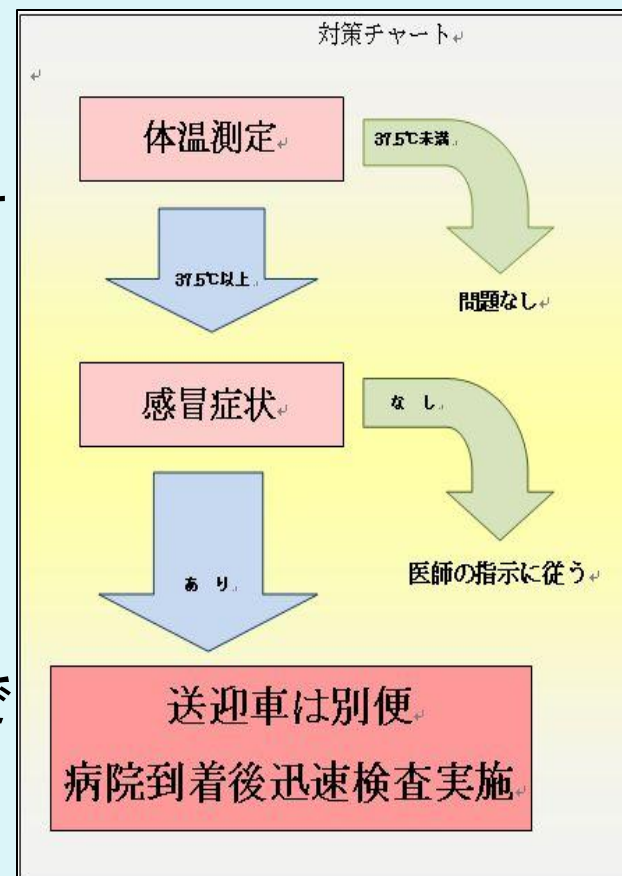 対策チャート
体温測定
37.5℃未満
37.5℃以上
問題なし
感冒症状
な し
あ り
医師の指示に従う
送迎車は別便
病院到着後迅速検査実施